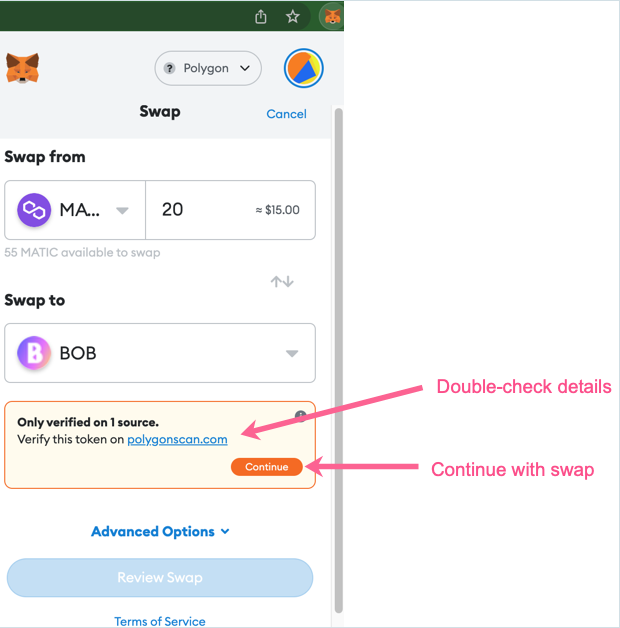 ? Polygon
Swap
Cancel
Swap from
MA...
20
≈ $15.00
55 MATIC available to swap
Swap to
BOB
Only verified on 1 source.
Verify this token on polygonscan.com
Continue
Advanced Options
Review Swap
Terms of Service
Double-check details
Continue with swap